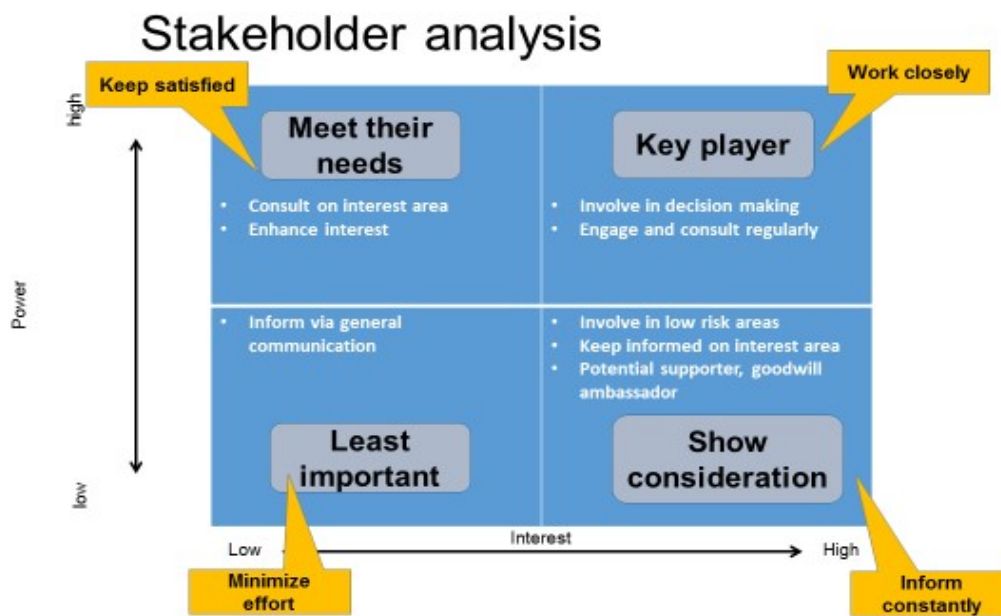 Stakeholder analysis
Keep satisfied
Work closely
high
Meet their
needs
Key player
• Consult on interest area
• Enhance interest
• Involve in decision making
• Engage and consult regularly
Power
• Inform via general
communication
• Involve in low risk areas
• Keep informed on interest area
• Potential supporter, goodwill
ambassador
Least
important
Show
consideration
low
Low
Interest
High
Minimize
effort
Inform
constantly